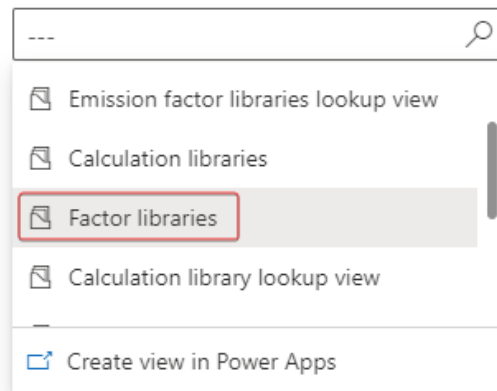 ---
Emission factor libraries lookup view
Calculation libraries
Factor libraries
Calculation library lookup view
Create view in Power Apps